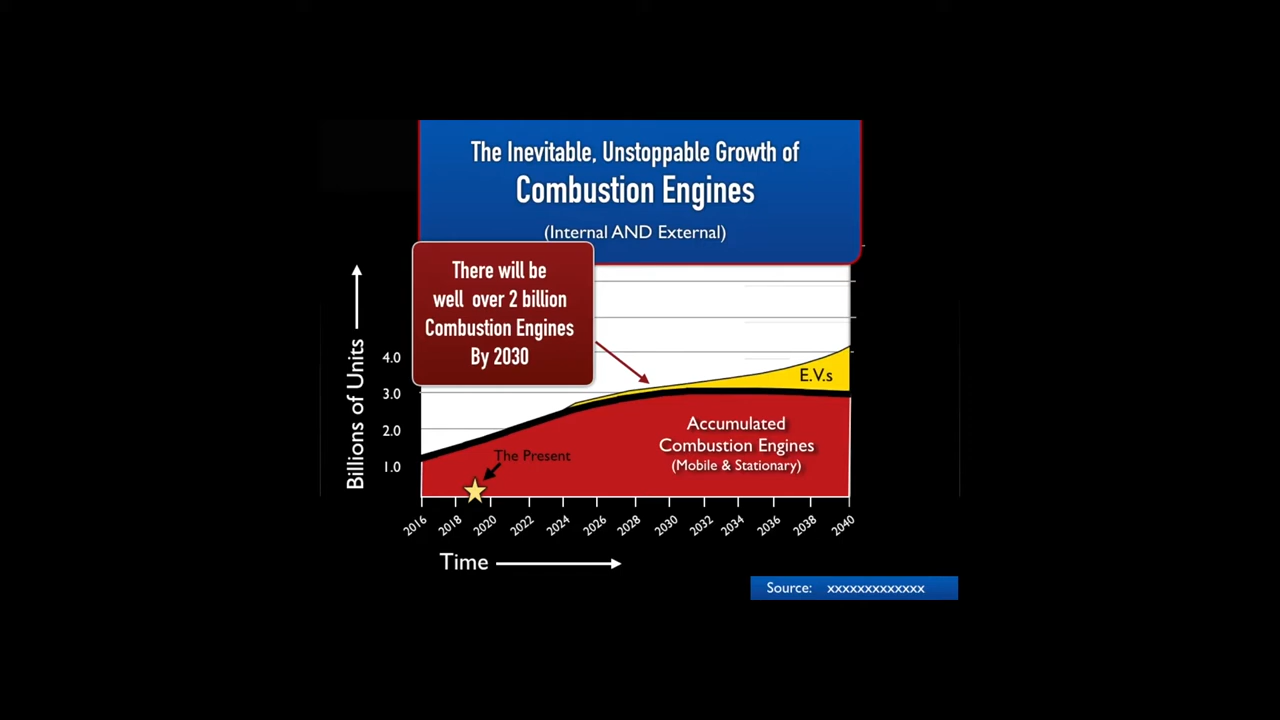 The Inevitable, Unstoppable Growth of
Combustion Engines
(Internal AND External)
There will be
well over 2 billion
Combustion Engines
By 2030
Billions of Units
4.0
3.0
2.0
1.0
E.V.s
Accumulated
Combustion Engines
(Mobile & Stationary)
The Present
2016 2018 2020 2022 2024 2026 2028 2030 2032 2034 2036 2038 2040
Time
Source: xxxxxxxxxxxxx